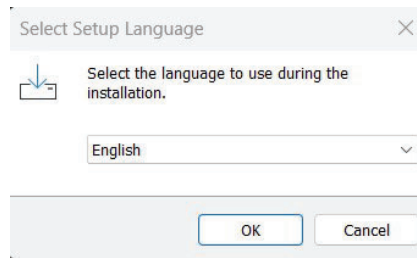 Select Setup Language
Select the language to use during the
installation.
English
OK
Cancel